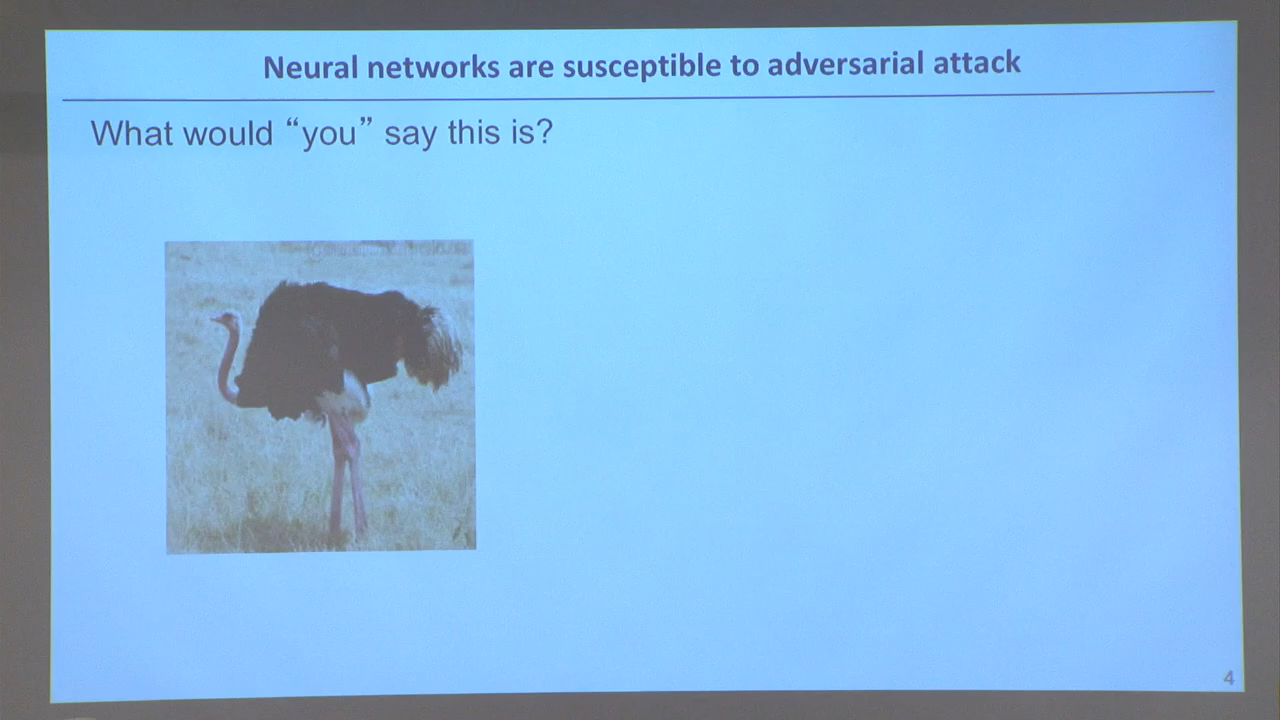 Neural networks are susceptible to adversarial attack
What would “you” say this is?
4